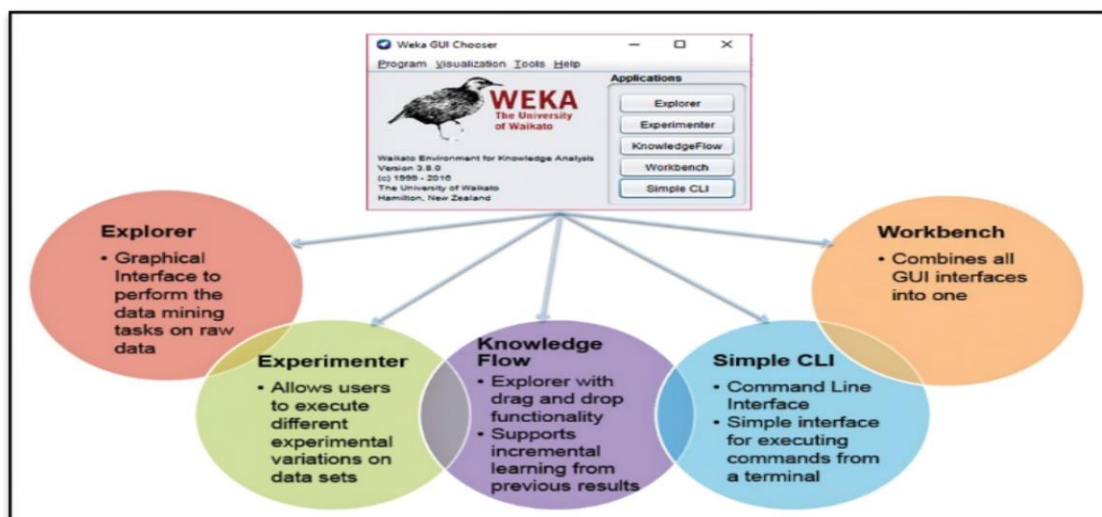 Weka GUI Chooser
Program Visualization Tools Help
WEKA
The University
of Waikato
Waikato Environment for Knowledge Analysis
Version 3.8.0
(c) 1999 - 2016
The University of Waikato
Hamilton, New Zealand
Applications
Explorer
Experimenter
KnowledgeFlow
Workbench
Simple CLI
Explorer
• Graphical
Interface to
perform the
data mining
tasks on raw
data
Experimenter
• Allows users
to execute
different
experimental
variations on
data sets
Knowledge
Flow
• Explorer with
drag and drop
functionality
• Supports
incremental
learning from
previous results
Simple CLI
• Command Line
Interface
• Simple interface
for executing
commands from
a terminal
Workbench
• Combines all
GUI interfaces
into one